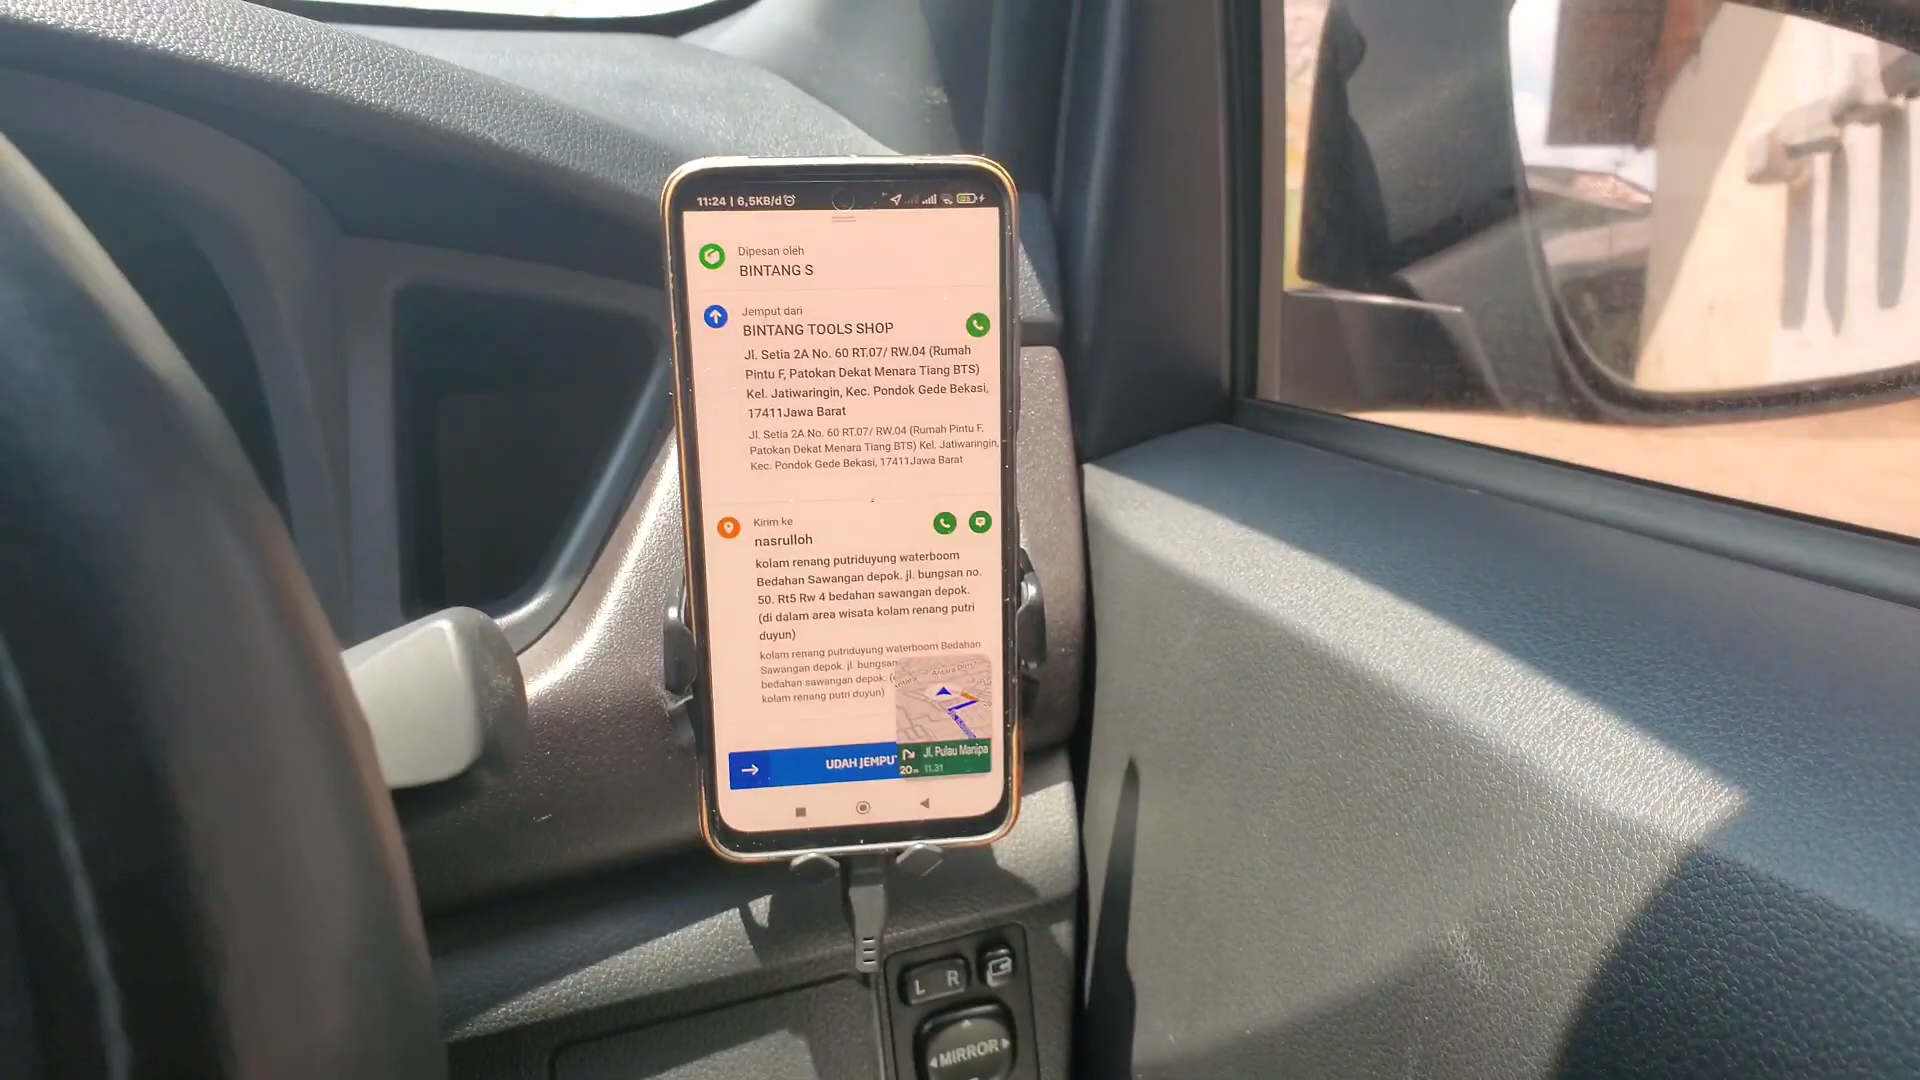 11:24 | 6,5KB/d
Dipesan oleh
BINTANG S
Jemput dari
BINTANG TOOLS SHOP
Jl. Setia 2A No. 60 RT.07/ RW.04 (Rumah
Pintu F, Patokan Dekat Menara Tiang BTS)
Kel. Jatiwaringin, Kec. Pondok Gede Bekasi,
17411Jawa Barat
Jl. Setia 2A No. 60 RT.07/ RW.04 (Rumah Pintu F,
Patokan Dekat Menara Tiang BTS) Kel. Jatiwaringin,
Kec. Pondok Gede Bekasi, 17411Jawa Barat
Kirim ke
nasrulloh
kolam renang putriduyung waterboom
Bedahan Sawangan depok. jl. bungsan no.
50. Rt5 Rw 4 bedahan sawangan depok.
(di dalam area wisata kolam renang putri
duyun)
kolam renang putriduyung waterboom Bedahan
Sawangan depok. jl. bungsan
bedahan sawangan depok. (
kolam renang putri duyun)
UDAH JEMPU
Jl. Pulau Manipa
20m 11.31
L R
MIRROR